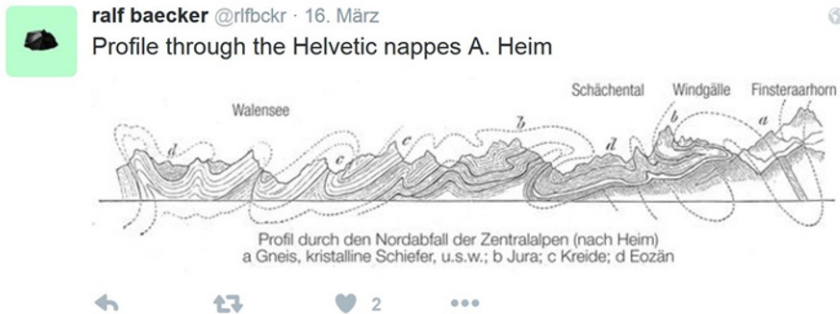 ralf baecker @rlfbckr · 16. März
Profile through the Helvetic nappes A. Heim
Schächental Windgälle Finsteraarhorn
Walensee
d c c b d b a
Profil durch den Nordabfall der Zentralalpen (nach Heim)
a Gneis, kristalline Schiefer, u.s.w.; b Jura; c Kreide; d Eozän
2